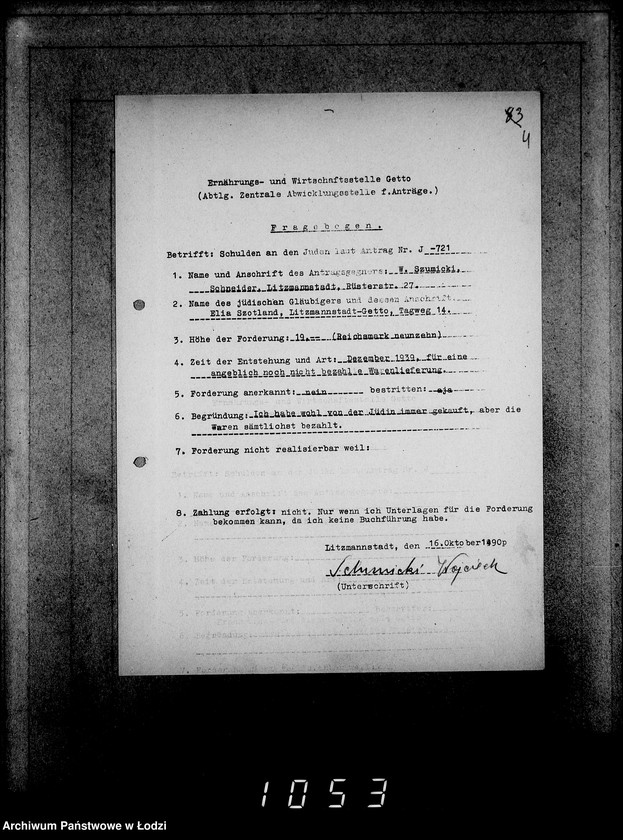 83
4
Ernährungs- und Wirtschaftsstelle Getto
(Abtlg. Zentrale Abwicklungsstelle f.Anträge.)
Fragebogen.
Betrifft: Schulden an den Juden laut Antrag Nr. J -721
1. Name und Anschrift des Antragsgegners: W. Szumicki,
Schneider, Litzmannstadt, Rüsterstr. 27.
2. Name des jüdischen Gläubigers und dessen Anschrift.
Elia Szotland, Litzmannstadt-Getto, Tagweg 14.
3. Höhe der Forderung: 19.-- (Reichsmark neunzehn)
4. Zeit der Entstehung und Art: Dezember 1939, für eine
angeblich noch nicht bezahl e Warenlieferung.
5. Forderung anerkannt: nein bestritten: aja
6. Begründung: Ich habe wohl von der Jüdin immer gekauft, aber die
Waren sämtlichst bezahlt.
7. Forderung nicht realisierbar weil:
8. Zahlung erfolgt: nicht. Nur wenn ich Unterlagen für die Forderung
bekommen kann, da ich keine Buchführung habe.
Litzmannstadt, den 16.Oktober1490p
Schumicki Wojciech
(Unterschrift)
1053
Archiwum Państwowe w Łodzi